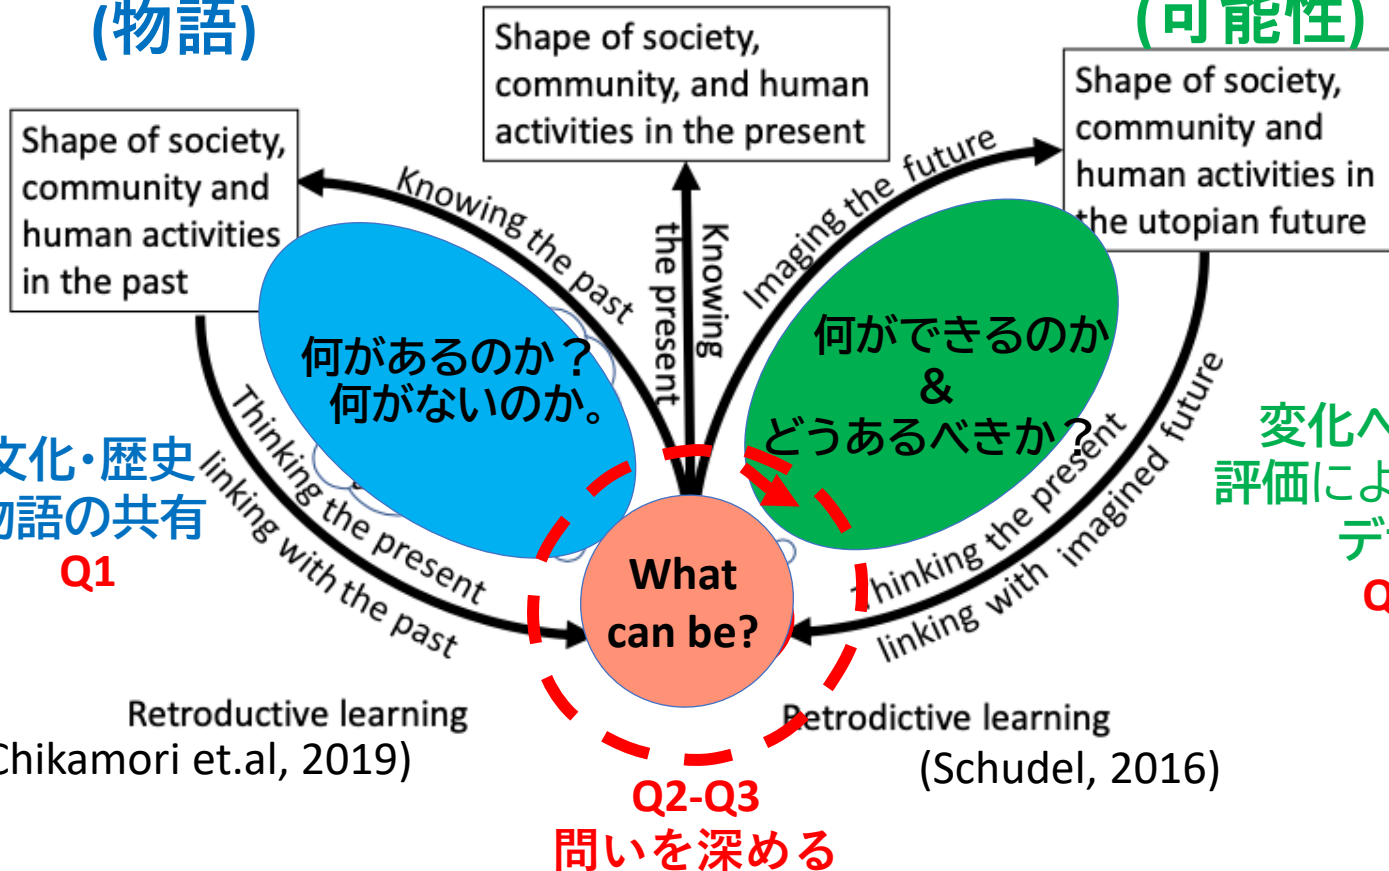 (物語)
(可能性)
Shape of society,
community, and human
activities in the present
Shape of society,
community and
human activities in
the utopian future
Shape of society,
community and
human activities
in the past
Knowing the past
Knowing
the present
Imaging the future
何があるのか？
何がないのか。
何ができるのか
&
どうあるべきか？
Thinking the present
linking with the past
Thinking the present
linking with imagined future
文化・歴史
物語の共有
Q1
変化へ
評価によ
デ
Q
What
can be?
Retroductive learning
Chikamori et.al, 2019)
Retrodictive learning
(Schudel, 2016)
Q2-Q3
問いを深める